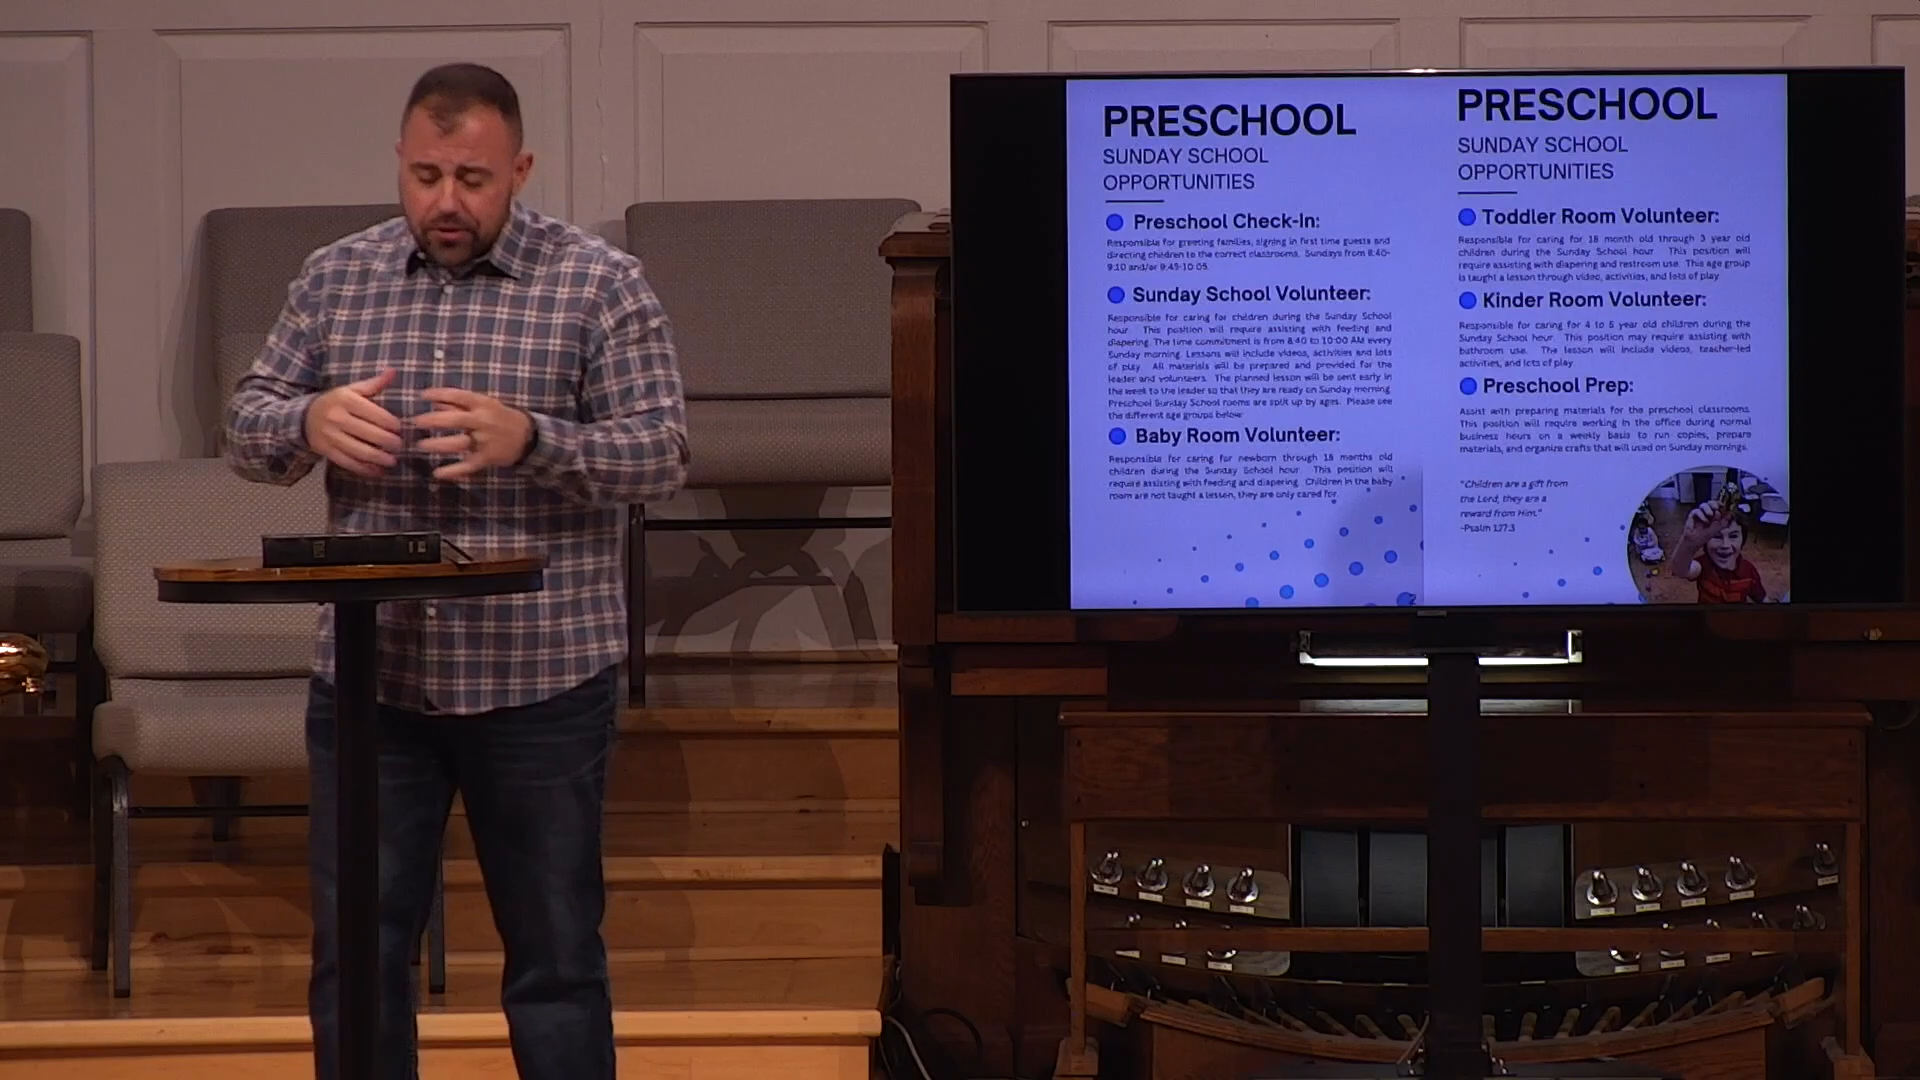 PRESCHOOL
SUNDAY SCHOOL
OPPORTUNITIES
Preschool Check-In:
Responsible for greeting families, signing in first time guests and
directing children to the correct classrooms. Sundays from 8:40-
9:10 and/or 9:45-10:05.
Sunday School Volunteer:
Responsible for caring for children during the Sunday School
hour. This position will require assisting with feeding and
diapering. The time commitment is from 8:40 to 10:00 AM every
Sunday morning. Lessons will include videos, activities and lots
of play. All materials will be prepared and provided for the
leader and volunteers. The planned lesson will be sent early in
the week to the leader so that they are ready on Sunday morning.
Preschool Sunday School rooms are split up by ages. Please see
the different age groups below:
Baby Room Volunteer:
Responsible for caring for newborn through 18 months old
children during the Sunday School hour. This position will
require assisting with feeding and diapering. Children in the baby
room are not taught a lesson, they are only cared for.
PRESCHOOL
SUNDAY SCHOOL
OPPORTUNITIES
Toddler Room Volunteer:
Responsible for caring for 18 month old through 3 year old
children during the Sunday School hour. This position will
require assisting with diapering and restroom use. This age group
is taught a lesson through video, activities, and lots of play.
Kinder Room Volunteer:
Responsible for caring for 4 to 5 year old children during the
Sunday School hour. This position may require assisting with
bathroom use. The lesson will include videos, teacher-led
activities, and lots of play.
Preschool Prep:
Assist with preparing materials for the preschool classrooms.
This position will require working in the office during normal
business hours on a weekly basis to run copies, prepare
materials, and organize crafts that will used on Sunday mornings.
"Children are a gift from
the Lord, they are a
reward from Him."
-Psalm 127:3